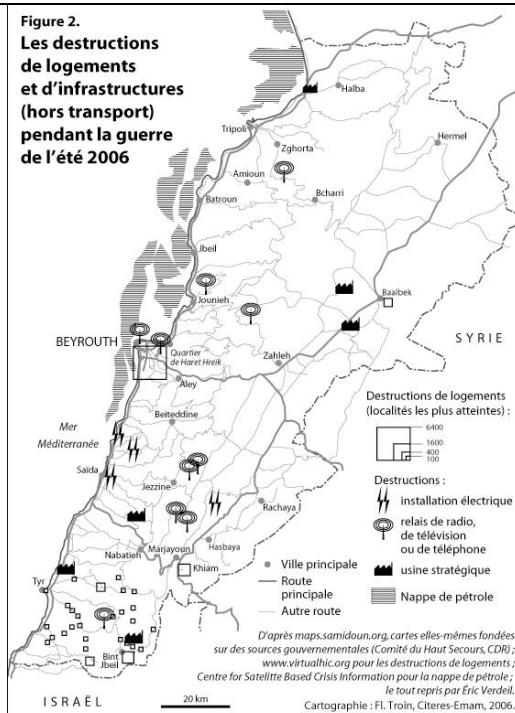 Figure 2.
Les destructions
de logements
et d'infrastructures
(hors transport)
pendant la guerre
de l'été 2006
Halba
Tripoli
Zghorta
Hermel
Amioun
Bcharri
Batroun
Jbeil
Jounieh
Baalbek
BEYROUTH
Quartier
de Haret Hreik
Zahleh
SYRIE
Aley
Beiteddine
Mer
Méditerranée
Saïda
Jezzine
Rachaya
Nabatieh
Marjayoun
Hasbaya
Khiam
Tyr
Bint
Jbeil
ISRAËL
20 km
Destructions de logements
(localités les plus atteintes) :
6400
1600
400
100
Destructions :
installation électrique
relais de radio,
de télévision
ou de téléphone
usine stratégique
Nappe de pétrole
Ville principale
Route
principale
Autre route
D'après maps.samidoun.org, cartes elles-mêmes fondées
sur des sources gouvernementales (Comité du Haut Secours, CDR) ;
www.virtualhic.org pour les destructions de logements ;
Centre for Satelitte Based Crisis Information pour la nappe de pétrole ;
le tout repris par Éric Verdeil.
Cartographie : Fl. Troin, Citeres-Emam, 2006.